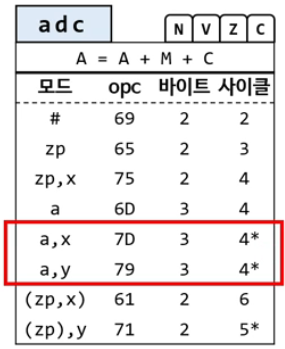 adc N V Z C
A = A + M + C
모드 opc 바이트 사이클
# 69 2 2
zp 65 2 3
zp,x 75 2 4
a 6D 3 4
a,x 7D 3 4*
a,y 79 3 4*
(zp,x) 61 2 6
(zp),y 71 2 5*